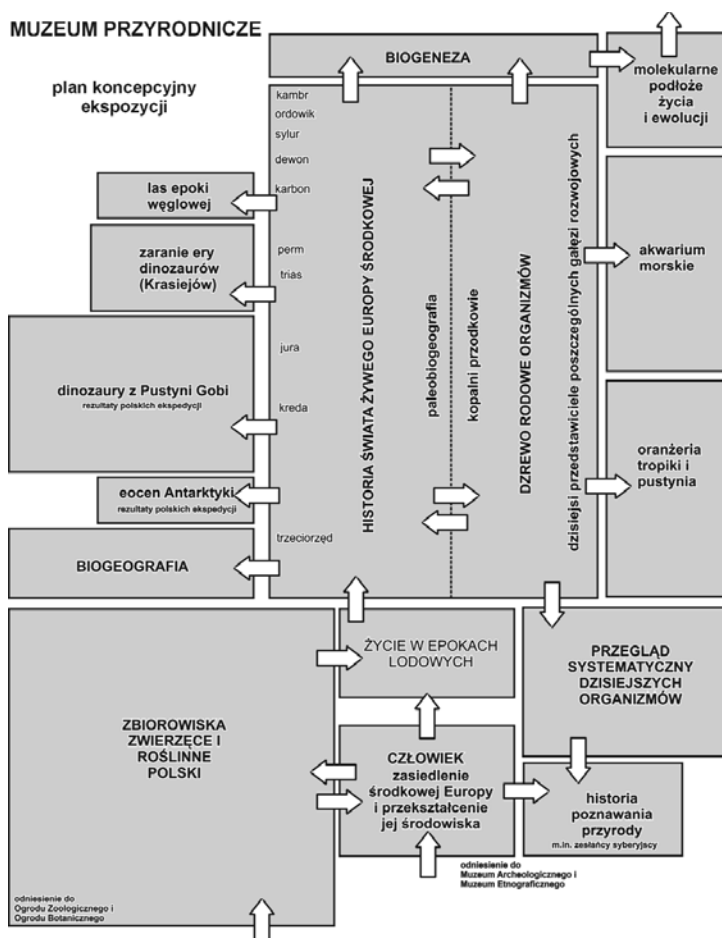 MUZEUM PRZYRODNICZE
plan koncepcyjny
ekspozycji
BIOGENEZA
molekularne
podłoże
życia
i ewolucji
kambr
ordowik
sylur
dewon
karbon
perm
trias
jura
kreda
trzeciorzęd
las epoki
węglowej
zaranie ery
dinozaurów
(Krasiejów)
dinozaury z Pustyni Gobi
rezultaty polskich ekspedycji
eocen Antarktyki
rezultaty polskich ekspedycji
BIOGEOGRAFIA
HISTORIA ŚWIATA ŻYWEGO EUROPY ŚRODKOWEJ
paleobiogeografia
kopalni przodkowie
DZREWO RODOWE ORGANIZMÓW
dzisiejsi przedstawiciele poszczególnych gałęzi rozwojowych
akwarium
morskie
oranżeria
tropiki i
pustynia
ŻYCIE W EPOKACH
LODOWYCH
PRZEGLĄD
SYSTEMATYCZNY
DZISIEJSZYCH
ORGANIZMÓW
ZBIOROWISKA
ZWIERZĘCE I
ROŚLINNE
POLSKI
CZŁOWIEK
zasiedlenie
środkowej Europy
i przekształcenie
jej środowiska
historia
poznawania
przyrody
m.in. zesłańcy syberyjscy
odniesienie do
Muzeum Archeologicznego i
Muzeum Etnograficznego
odniesienie do
Ogrodu Zoologicznego i
Ogrodu Botanicznego